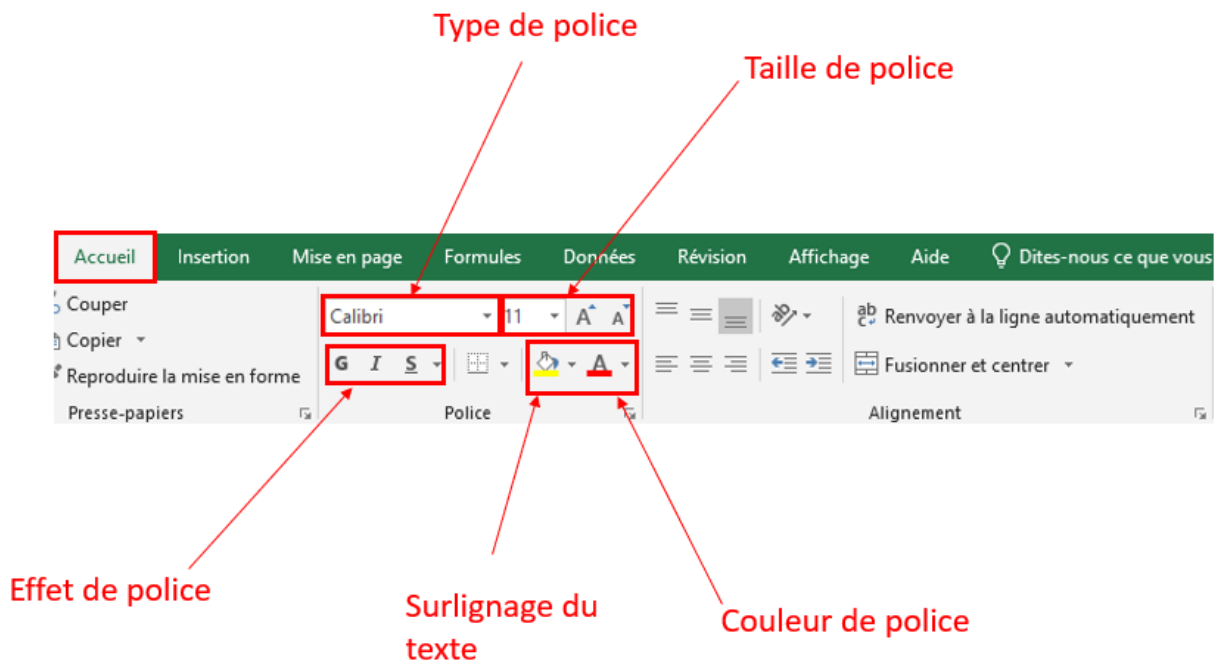 Type de police
Taille de police
Accueil Insertion Mise en page Formules Données Révision Affichage Aide Dites-nous ce que vous
Couper
Calibri 11 A A
ab
c Renvoyer à la ligne automatiquement
Copier
G I S A
Fusionner et centrer
Reproduire la mise en forme
Presse-papiers Police Alignement
Effet de police
Surlignage du
texte
Couleur de police